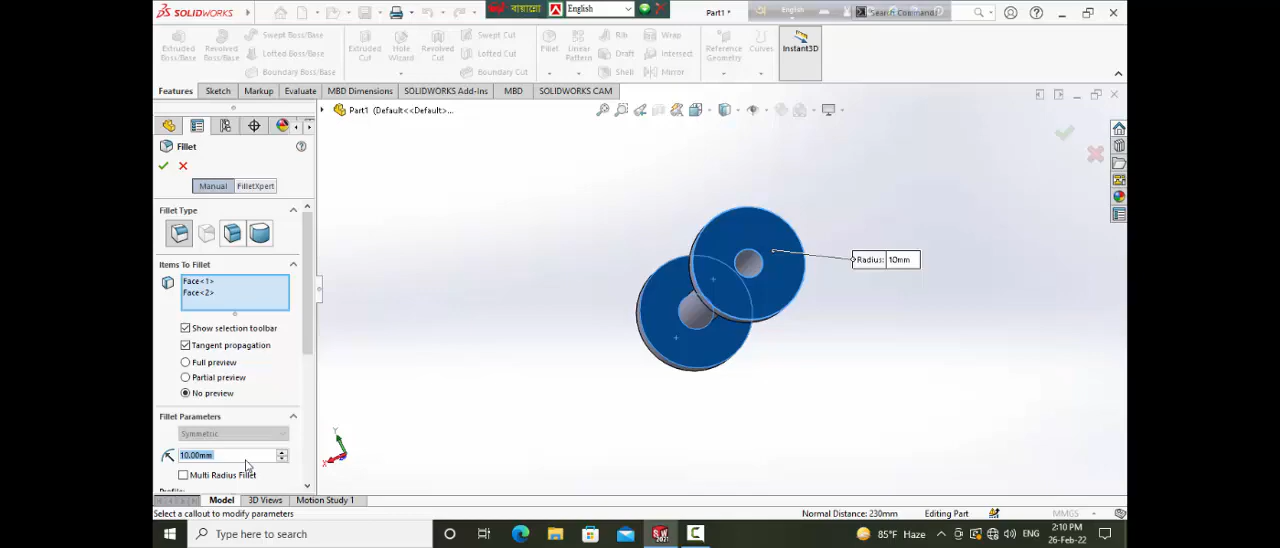 SOLIDWORKS
বাংলা
English
Part1 *
English
Search Command
Extruded Boss/Base
Revolved Boss/Base
Swept Boss/Base
Lofted Boss/Base
Boundary Boss/Base
Extruded Cut
Hole Wizard
Revolved Cut
Swept Cut
Lofted Cut
Boundary Cut
Fillet
Linear Pattern
Rib
Draft
Shell
Wrap
Intersect
Mirror
Reference Geometry
Curves
Instant3D
Features
Sketch
Markup
Evaluate
MBD Dimensions
SOLIDWORKS Add-Ins
MBD
SOLIDWORKS CAM
Part1 (Default<<Default>...
Fillet
Manual
FilletXpert
Fillet Type
Items To Fillet
Face<1>
Face<2>
Show selection toolbar
Tangent propagation
Full preview
Partial preview
No preview
Fillet Parameters
Symmetric
10.00mm
Multi Radius Fillet
Radius: 10mm
Y
X
Model
3D Views
Motion Study 1
Select a callout to modify parameters
Normal Distance: 230mm
Editing Part
MMGS
Type here to search
SW
2021
85°F Haze
ENG
2:10 PM
26-Feb-22